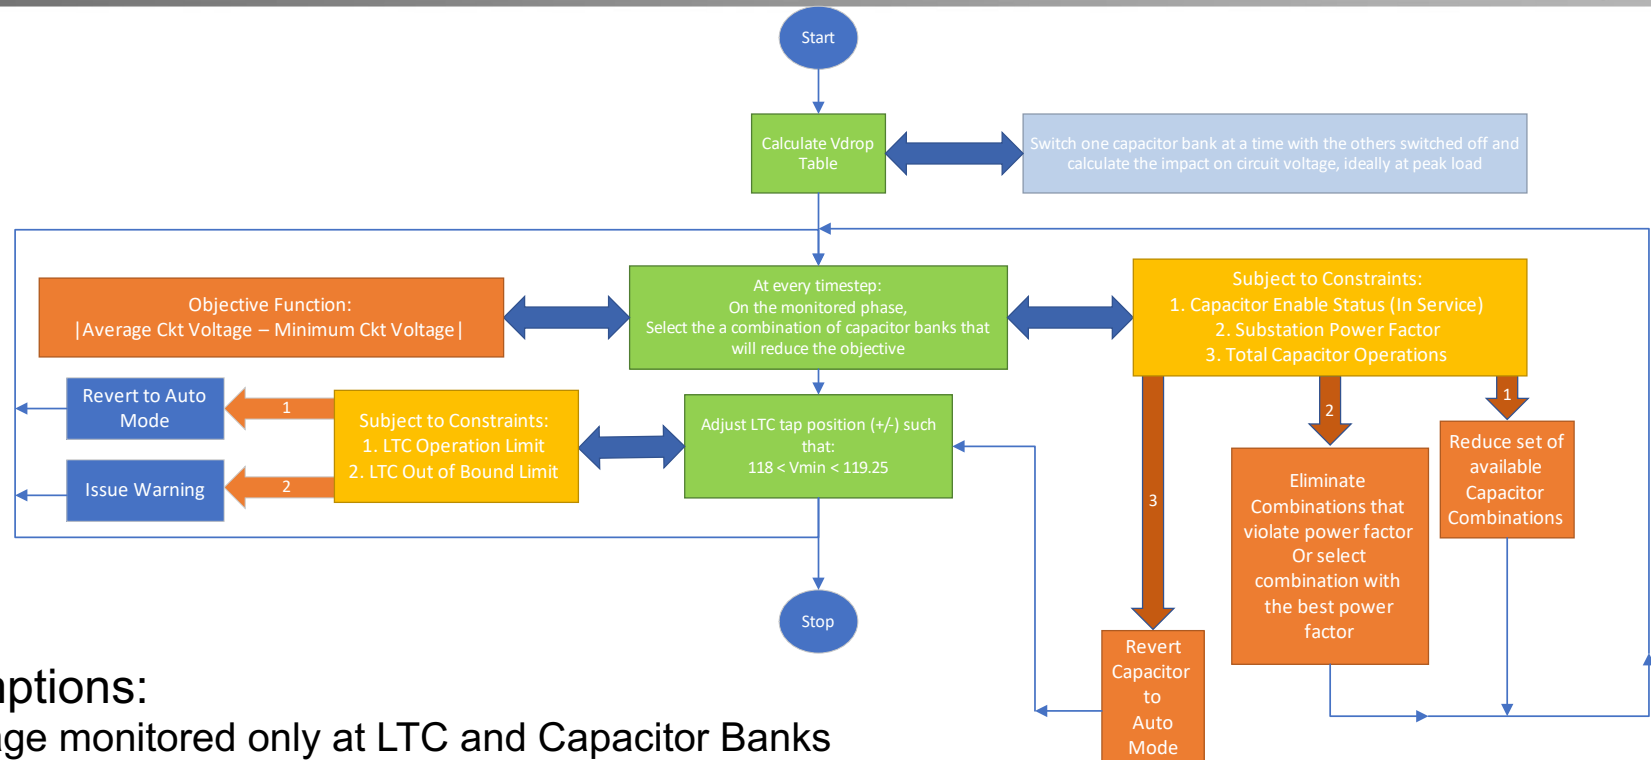 Start
Calculate Vdrop
Table
Switch one capacitor bank at a time with the others switched off and
calculate the impact on circuit voltage, ideally at peak load
Objective Function:
|Average Ckt Voltage – Minimum Ckt Voltage|
At every timestep:
On the monitored phase,
Select the a combination of capacitor banks that
will reduce the objective
Subject to Constraints:
1. Capacitor Enable Status (In Service)
2. Substation Power Factor
3. Total Capacitor Operations
Revert to Auto
Mode
1
Subject to Constraints:
1. LTC Operation Limit
2. LTC Out of Bound Limit
Issue Warning
2
Adjust LTC tap position (+/-) such
that:
118 < Vmin < 119.25
3
2
1
Reduce set of
available
Capacitor
Combinations
Eliminate
Combinations that
violate power factor
Or select
combination with
the best power
factor
Revert
Capacitor
to
Auto
Mode
Stop
mptions:
age monitored only at LTC and Capacitor Banks